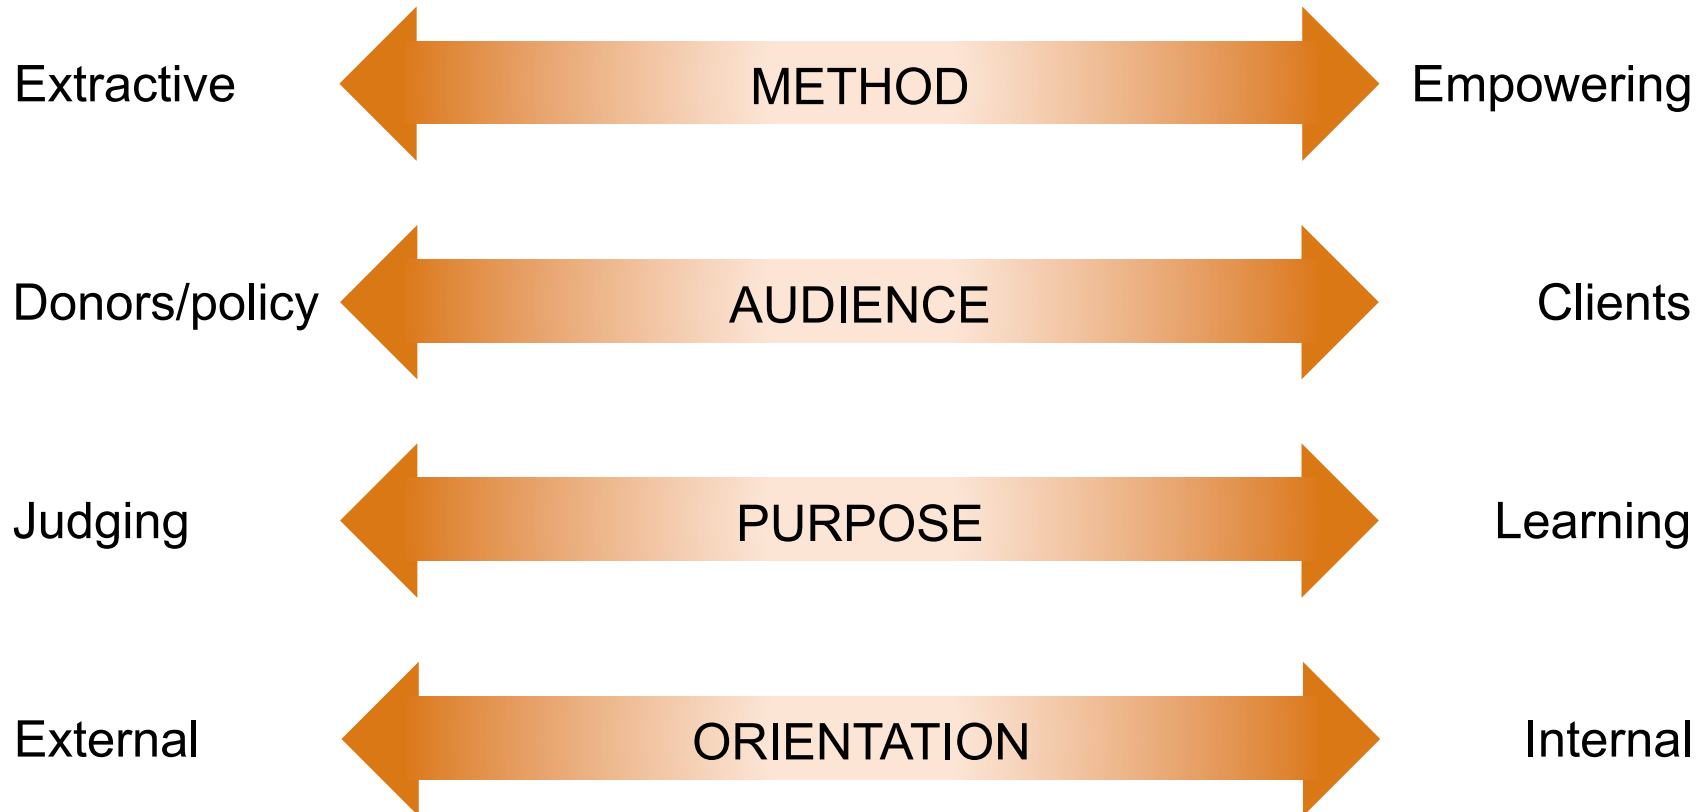 Extractive METHOD Empowering
Donors/policy AUDIENCE Clients
Judging PURPOSE Learning
External ORIENTATION Internal